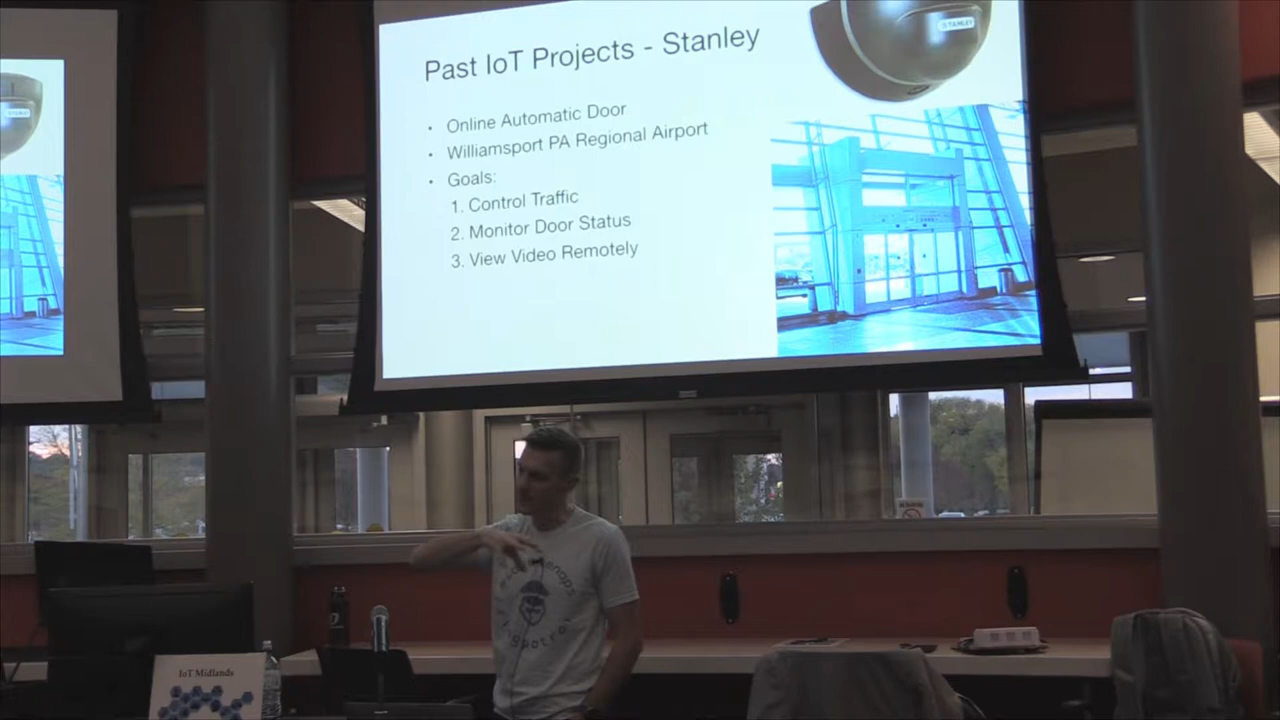 Past IoT Projects - Stanley
STANLEY
• Online Automatic Door
• Williamsport PA Regional Airport
• Goals:
1. Control Traffic
2. Monitor Door Status
3. View Video Remotely
IoT Midlands